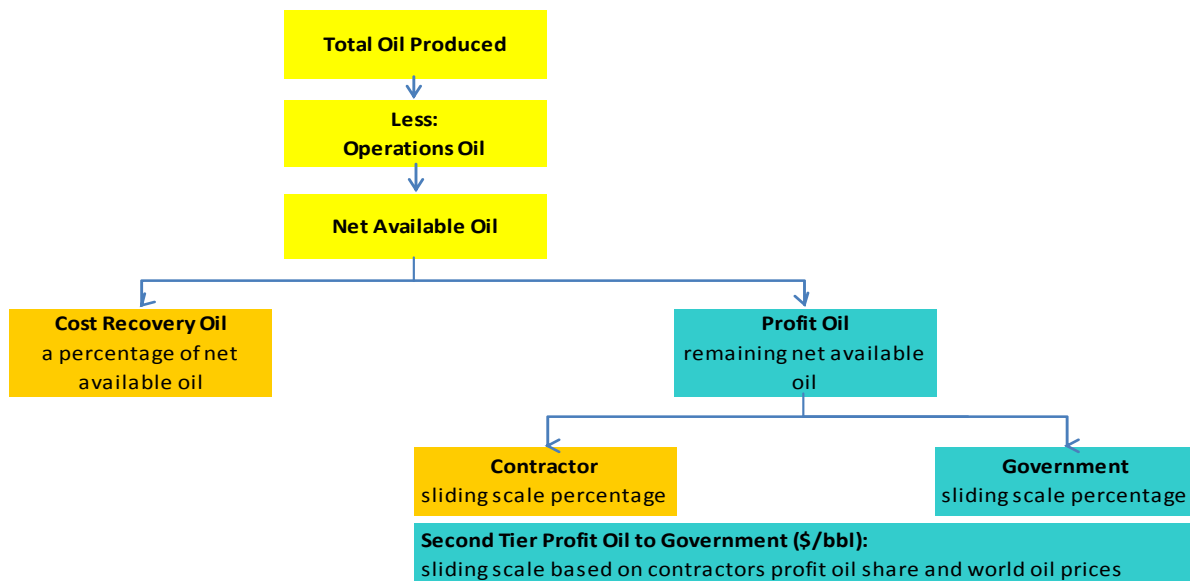 Total Oil Produced
Less:
Operations Oil
Net Available Oil
Cost Recovery Oil
a percentage of net
available oil
Profit Oil
remaining net available
oil
Contractor
sliding scale percentage
Government
sliding scale percentage
Second Tier Profit Oil to Government ($/bbl):
sliding scale based on contractors profit oil share and world oil prices